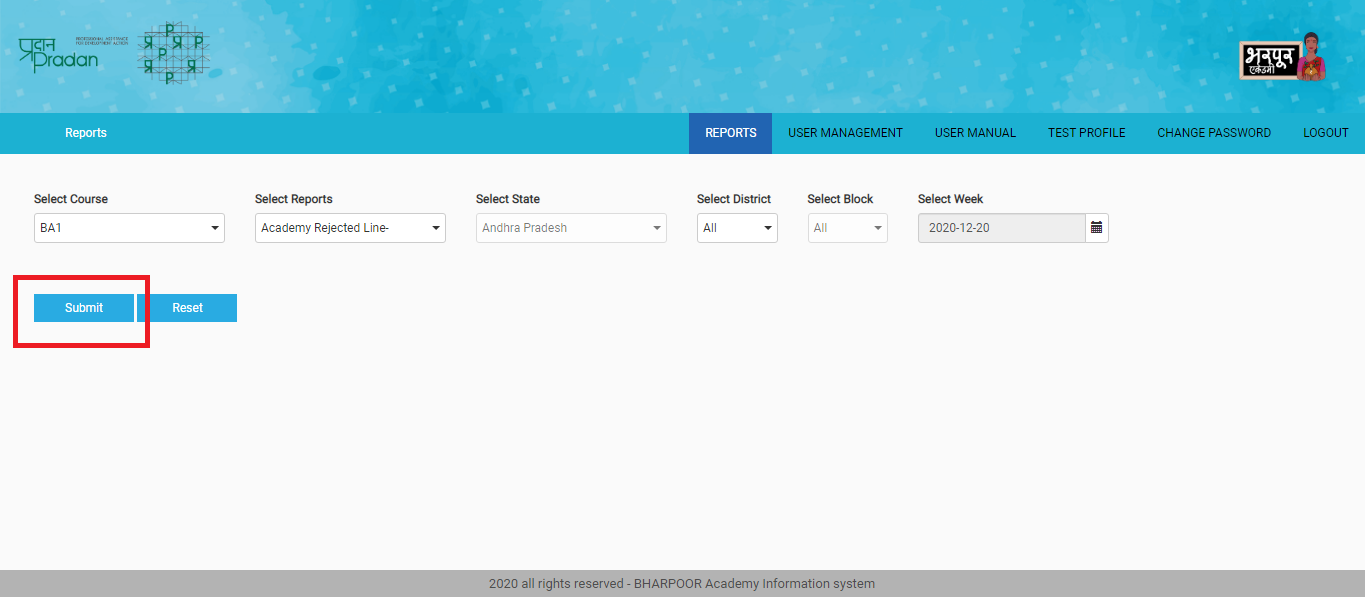 प्रदान
Pradan
PROFESSIONAL ASSISTANCE
FOR DEVELOPMENT ACTION
P
प्र प्र P
P
प्र प्र
P
भरपूर
एकेडमी
Reports REPORTS USER MANAGEMENT USER MANUAL TEST PROFILE CHANGE PASSWORD LOGOUT
Select Course Select Reports Select State Select District Select Block Select Week
BA1 Academy Rejected Line- Andhra Pradesh All All 2020-12-20
Submit Reset
2020 all rights reserved - BHARPOOR Academy Information system